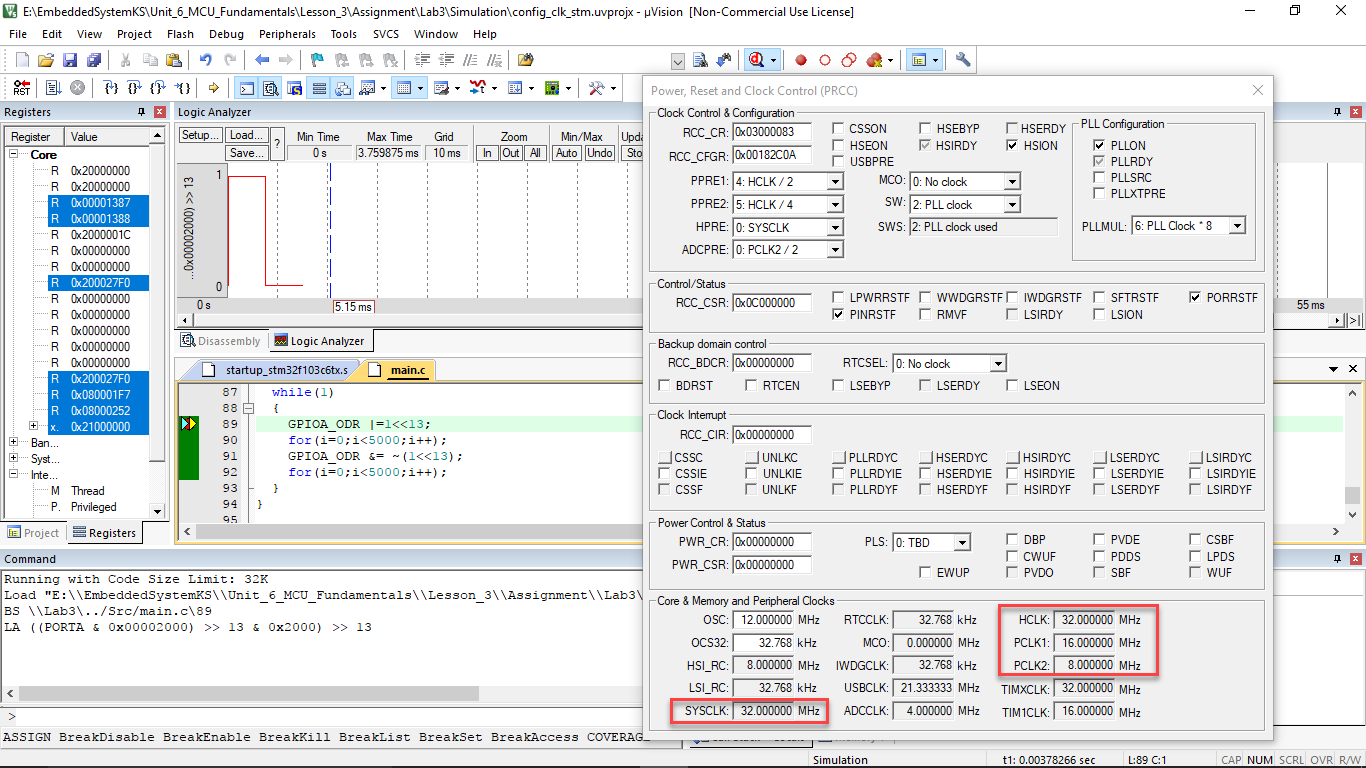 E:\EmbeddedSystemKS\Unit_6_MCU_Fundamentals\Lesson_3\Assignment\Lab3\Simulation\config_clk_stm.uvprojx - µVision [Non-Commercial Use License]
File Edit View Project Flash Debug Peripherals Tools SVCS Window Help
RST
Registers
Register Value
Core
R 0x20000000
R 0x20000000
R 0x00001387
R 0x00001388
R 0x2000001C
R 0x00000000
R 0x00000000
R 0x200027F0
R 0x00000000
R 0x00000000
R 0x00000000
R 0x00000000
R 0x00000000
R 0x200027F0
R 0x080001F7
R 0x08000252
x. 0x21000000
Ban...
Syst...
Inte...
M Thread
P. Privileged
Project Registers
Logic Analyzer
Setup... Load... Save... ?
Min Time Max Time Grid Zoom Min/Max Upda
0 s 3.759875 ms 10 ms In Out All Auto Undo Sto
...0x00002000) >> 13
1
0
0 s
5.15 ms
55 ms
Disassembly Logic Analyzer
startup_stm32f103c6tx.s main.c
87 while(1)
88 {
89 GPIOA_ODR |=1<<13;
90 for(i=0;i<5000;i++);
91 GPIOA_ODR &= ~(1<<13);
92 for(i=0;i<5000;i++);
93 }
94 }
95
Power, Reset and Clock Control (PRCC)
Clock Control & Configuration
RCC_CR: 0x03000083 CSSON HSEBYP HSERDY
HSEON HSIRDY HSION
RCC_CFGR: 0x00182C0A USBPRE
PPRE1: 4: HCLK / 2 MCO: 0: No clock
PPRE2: 5: HCLK / 4 SW: 2: PLL clock
HPRE: 0: SYSCLK SWS: 2: PLL clock used
ADCPRE: 0: PCLK2 / 2
PLL Configuration
PLLON
PLLRDY
PLLSRC
PLLXTPRE
PLLMUL: 6: PLL Clock * 8
Control/Status
RCC_CSR: 0x0C000000 LPWRRSTF WWDGRSTF IWDGRSTF SFTRSTF PORRSTF
PINRSTF RMVF LSIRDY LSION
Backup domain control
RCC_BDCR: 0x00000000 RTCSEL: 0: No clock
BDRST RTCEN LSEBYP LSERDY LSEON
Clock Interrupt
RCC_CIR: 0x00000000
CSSC UNLKC PLLRDYC HSERDYC HSIRDYC LSERDYC LSIRDYC
CSSIE UNLKIE PLLRDYIE HSERDYIE HSIRDYIE LSERDYIE LSIRDYIE
CSSF UNLKF PLLRDYF HSERDYF HSIRDYF LSERDYF LSIRDYF
Power Control & Status
PWR_CR: 0x00000000 PLS: 0: TBD DBP PVDE CSBF
CWUF PDDS LPDS
PWR_CSR: 0x00000000 EWUP PVDO SBF WUF
Core & Memory and Peripheral Clocks
OSC: 12.000000 MHz RTCCLK: 32.768 kHz HCLK: 32.000000 MHz
OCS32: 32.768 kHz MCO: 0.000000 MHz PCLK1: 16.000000 MHz
HSI_RC: 8.000000 MHz IWDGCLK: 32.768 kHz PCLK2: 8.000000 MHz
LSI_RC: 32.768 kHz USBCLK: 21.333333 MHz TIMXCLK: 32.000000 MHz
SYSCLK: 32.000000 MHz ADCCLK: 4.000000 MHz TIM1CLK: 16.000000 MHz
Command
Running with Code Size Limit: 32K
Load "E:\\EmbeddedSystemKS\\Unit_6_MCU_Fundamentals\\Lesson_3\\Assignment\\Lab3\
BS \\Lab3\../Src/main.c\89
LA ((PORTA & 0x00002000) >> 13 & 0x2000) >> 13
>
ASSIGN BreakDisable BreakEnable BreakKill BreakList BreakSet BreakAccess COVERAGE
Simulation t1: 0.00378266 sec L:89 C:1 CAP NUM SCRL OVR R/W